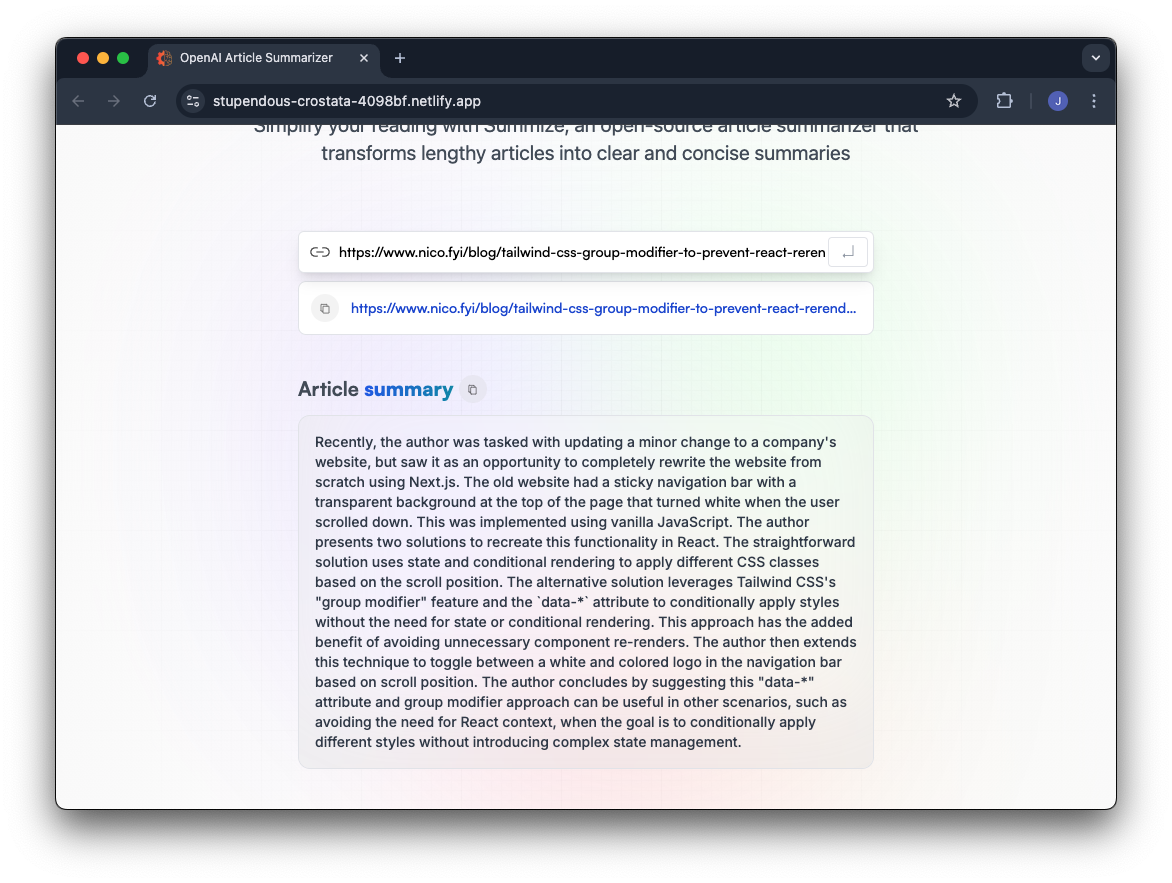 OpenAI Article Summarizer
stupendous-crostata-4098bf.netlify.app
J
Simplify your reading with Summize, an open-source article summarizer that
transforms lengthy articles into clear and concise summaries
https://www.nico.fyi/blog/tailwind-css-group-modifier-to-prevent-react-reren
https://www.nico.fyi/blog/tailwind-css-group-modifier-to-prevent-react-rerend...
Article summary
Recently, the author was tasked with updating a minor change to a company's
website, but saw it as an opportunity to completely rewrite the website from
scratch using Next.js. The old website had a sticky navigation bar with a
transparent background at the top of the page that turned white when the user
scrolled down. This was implemented using vanilla JavaScript. The author
presents two solutions to recreate this functionality in React. The straightforward
solution uses state and conditional rendering to apply different CSS classes
based on the scroll position. The alternative solution leverages Tailwind CSS's
"group modifier" feature and the `data-*` attribute to conditionally apply styles
without the need for state or conditional rendering. This approach has the added
benefit of avoiding unnecessary component re-renders. The author then extends
this technique to toggle between a white and colored logo in the navigation bar
based on scroll position. The author concludes by suggesting this "data-*"
attribute and group modifier approach can be useful in other scenarios, such as
avoiding the need for React context, when the goal is to conditionally apply
different styles without introducing complex state management.